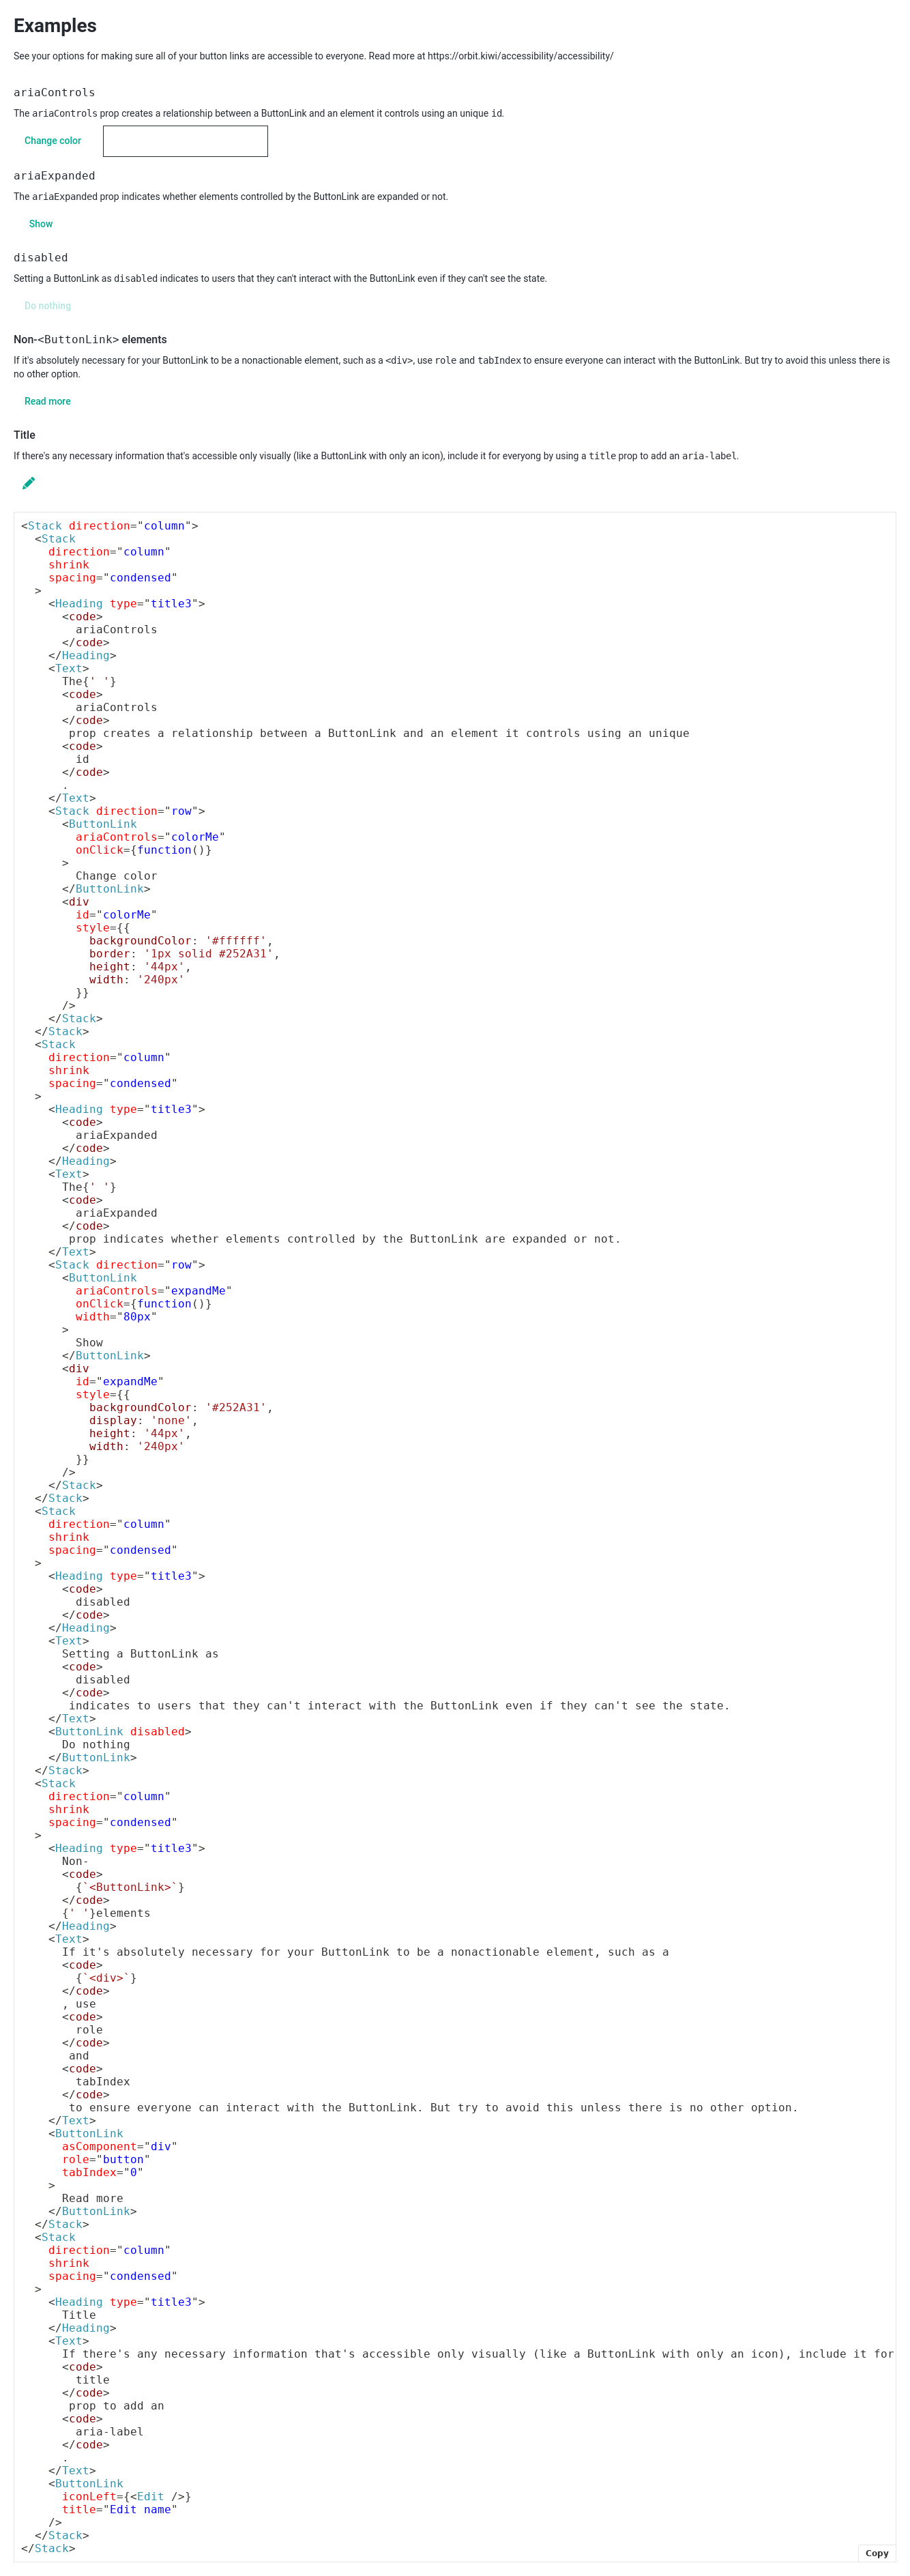 Examples
See your options for making sure all of your button links are accessible to everyone. Read more at https://orbit.kiwi/accessibility/accessibility/
ariaControls
The ariaControls prop creates a relationship between a ButtonLink and an element it controls using an unique id.
Change color
ariaExpanded
The ariaExpanded prop indicates whether elements controlled by the ButtonLink are expanded or not.
Show
disabled
Setting a ButtonLink as disabled indicates to users that they can't interact with the ButtonLink even if they can't see the state.
Do nothing
Non-<ButtonLink> elements
If it's absolutely necessary for your ButtonLink to be a nonactionable element, such as a <div>, use role and tabIndex to ensure everyone can interact with the ButtonLink. But try to avoid this unless there is
no other option.
Read more
Title
If there's any necessary information that's accessible only visually (like a ButtonLink with only an icon), include it for everyong by using a title prop to add an aria-label.
<Stack direction="column">
  <Stack
    direction="column"
    shrink
    spacing="condensed"
  >
    <Heading type="title3">
      <code>
        ariaControls
      </code>
    </Heading>
    <Text>
      The{' '}
      <code>
        ariaControls
      </code>
       prop creates a relationship between a ButtonLink and an element it controls using an unique
      <code>
        id
      </code>
      .
    </Text>
    <Stack direction="row">
      <ButtonLink
        ariaControls="colorMe"
        onClick={function()}
      >
        Change color
      </ButtonLink>
      <div
        id="colorMe"
        style={{
          backgroundColor: '#ffffff',
          border: '1px solid #252A31',
          height: '44px',
          width: '240px'
        }}
      />
    </Stack>
  </Stack>
  <Stack
    direction="column"
    shrink
    spacing="condensed"
  >
    <Heading type="title3">
      <code>
        ariaExpanded
      </code>
    </Heading>
    <Text>
      The{' '}
      <code>
        ariaExpanded
      </code>
       prop indicates whether elements controlled by the ButtonLink are expanded or not.
    </Text>
    <Stack direction="row">
      <ButtonLink
        ariaControls="expandMe"
        onClick={function()}
        width="80px"
      >
        Show
      </ButtonLink>
      <div
        id="expandMe"
        style={{
          backgroundColor: '#252A31',
          display: 'none',
          height: '44px',
          width: '240px'
        }}
      />
    </Stack>
  </Stack>
  <Stack
    direction="column"
    shrink
    spacing="condensed"
  >
    <Heading type="title3">
      <code>
        disabled
      </code>
    </Heading>
    <Text>
      Setting a ButtonLink as
      <code>
        disabled
      </code>
       indicates to users that they can't interact with the ButtonLink even if they can't see the state.
    </Text>
    <ButtonLink disabled>
      Do nothing
    </ButtonLink>
  </Stack>
  <Stack
    direction="column"
    shrink
    spacing="condensed"
  >
    <Heading type="title3">
      Non-
      <code>
        {`<ButtonLink>`}
      </code>
      {' '}elements
    </Heading>
    <Text>
      If it's absolutely necessary for your ButtonLink to be a nonactionable element, such as a
      <code>
        {`<div>`}
      </code>
      , use
      <code>
        role
      </code>
       and
      <code>
        tabIndex
      </code>
       to ensure everyone can interact with the ButtonLink. But try to avoid this unless there is no other option.
    </Text>
    <ButtonLink
      asComponent="div"
      role="button"
      tabIndex="0"
    >
      Read more
    </ButtonLink>
  </Stack>
  <Stack
    direction="column"
    shrink
    spacing="condensed"
  >
    <Heading type="title3">
      Title
    </Heading>
    <Text>
      If there's any necessary information that's accessible only visually (like a ButtonLink with only an icon), include it for
      <code>
        title
      </code>
       prop to add an
      <code>
        aria-label
      </code>
      .
    </Text>
    <ButtonLink
      iconLeft={<Edit />}
      title="Edit name"
    />
  </Stack>
</Stack>
Copy